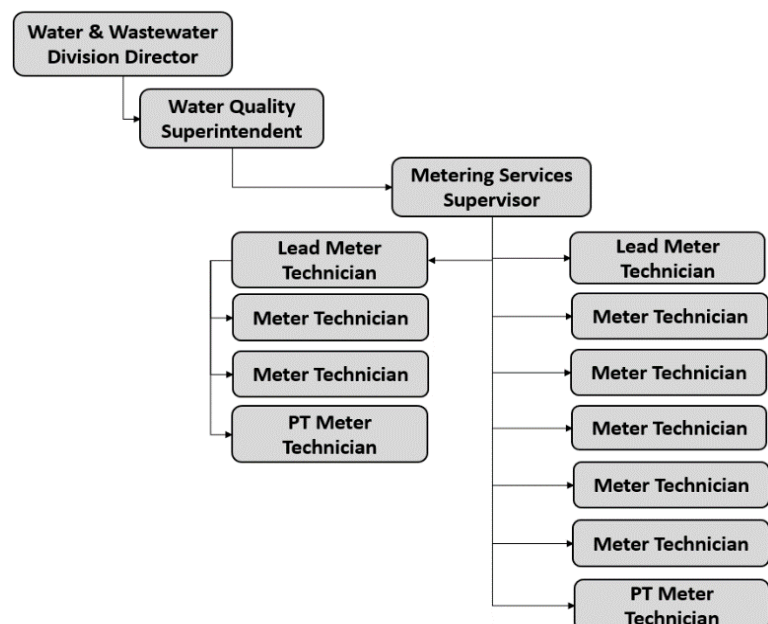 Water & Wastewater
Division Director
Water Quality
Superintendent
Metering Services
Supervisor
Lead Meter
Technician
Meter Technician
Meter Technician
PT Meter
Technician
Lead Meter
Technician
Meter Technician
Meter Technician
Meter Technician
Meter Technician
Meter Technician
PT Meter
Technician